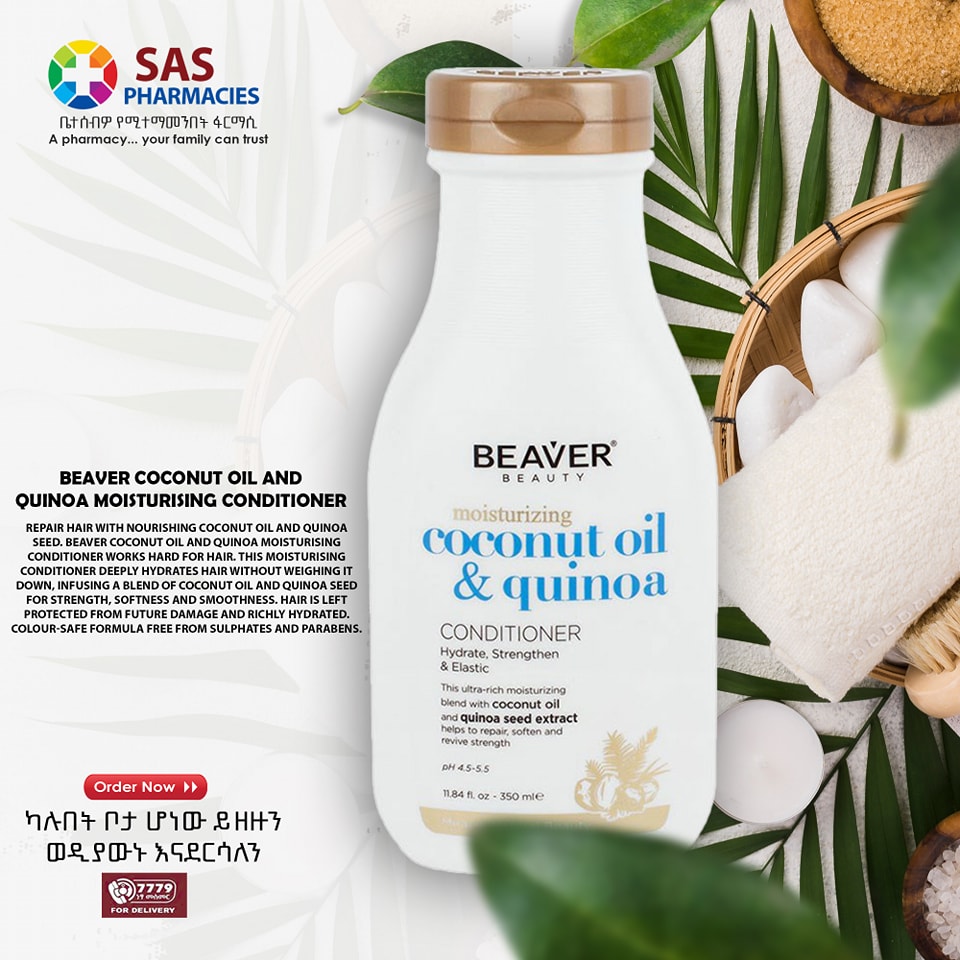 SAS
PHARMACIES
ቤተሰብዎ የሚተማመንበት ፋርማሲ
A pharmacy... your family can trust
BEAVER COCONUT OIL AND
QUINOA MOISTURISING CONDITIONER
REPAIR HAIR WITH NOURISHING COCONUT OIL AND QUINOA
SEED. BEAVER COCONUT OIL AND QUINOA MOISTURISING
CONDITIONER WORKS HARD FOR HAIR. THIS MOISTURISING
CONDITIONER DEEPLY HYDRATES HAIR WITHOUT WEIGHING IT
DOWN, INFUSING A BLEND OF COCONUT OIL AND QUINOA SEED
FOR STRENGTH, SOFTNESS AND SMOOTHNESS. HAIR IS LEFT
PROTECTED FROM FUTURE DAMAGE AND RICHLY HYDRATED.
COLOUR-SAFE FORMULA FREE FROM SULPHATES AND PARABENS.
BEAVER®
BEAUTY
moisturizing
coconut oil
& quinoa
CONDITIONER
Hydrate, Strengthen
& Elastic
This ultra-rich moisturizing
blend with coconut oil
and quinoa seed extract
helps to repair, soften and
revive strength
pH 4.5-5.5
11.84 fl. oz - 350 ml℮
Order Now
ካሉበት ቦታ ሆነው ይዘዙን
ወዲያውኑ እናደርሳለን
7779
ነፃ መስመር
FOR DELIVERY